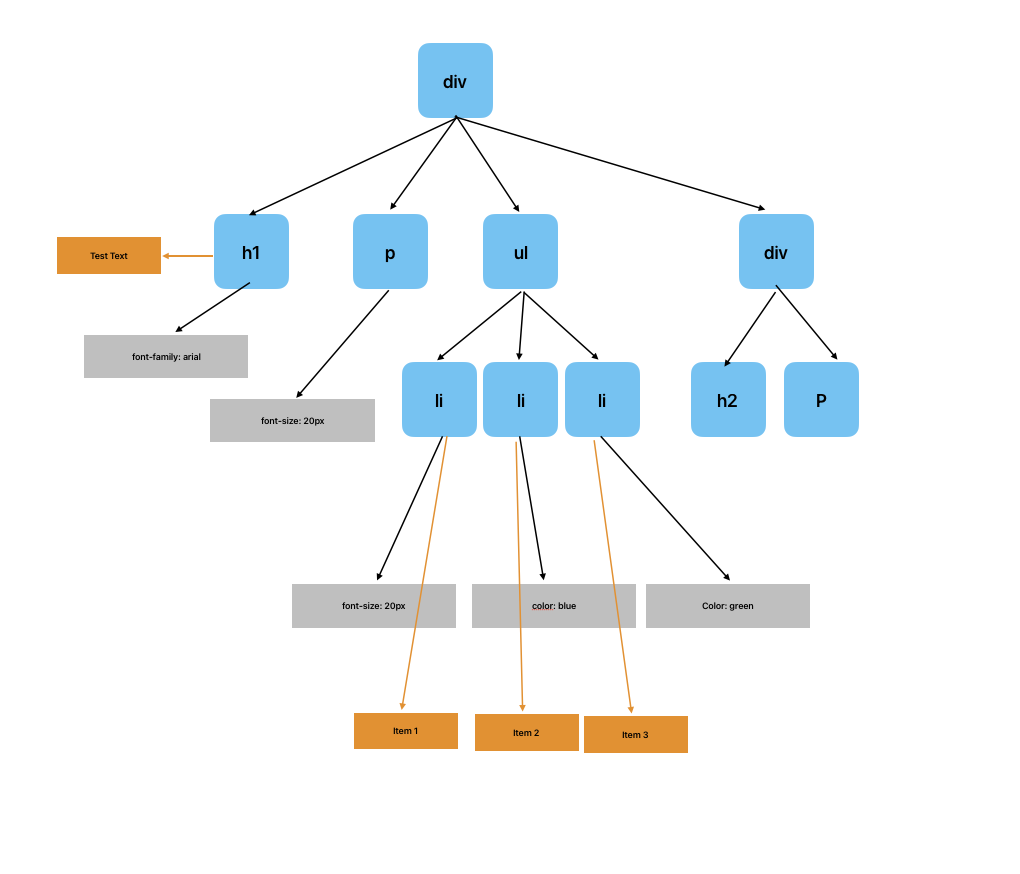 div
h1
p
ul
div
Test Text
font-family: arial
li
li
li
h2
P
font-size: 20px
font-size: 20px
color: blue
Color: green
Item 1
Item 2
Item 3